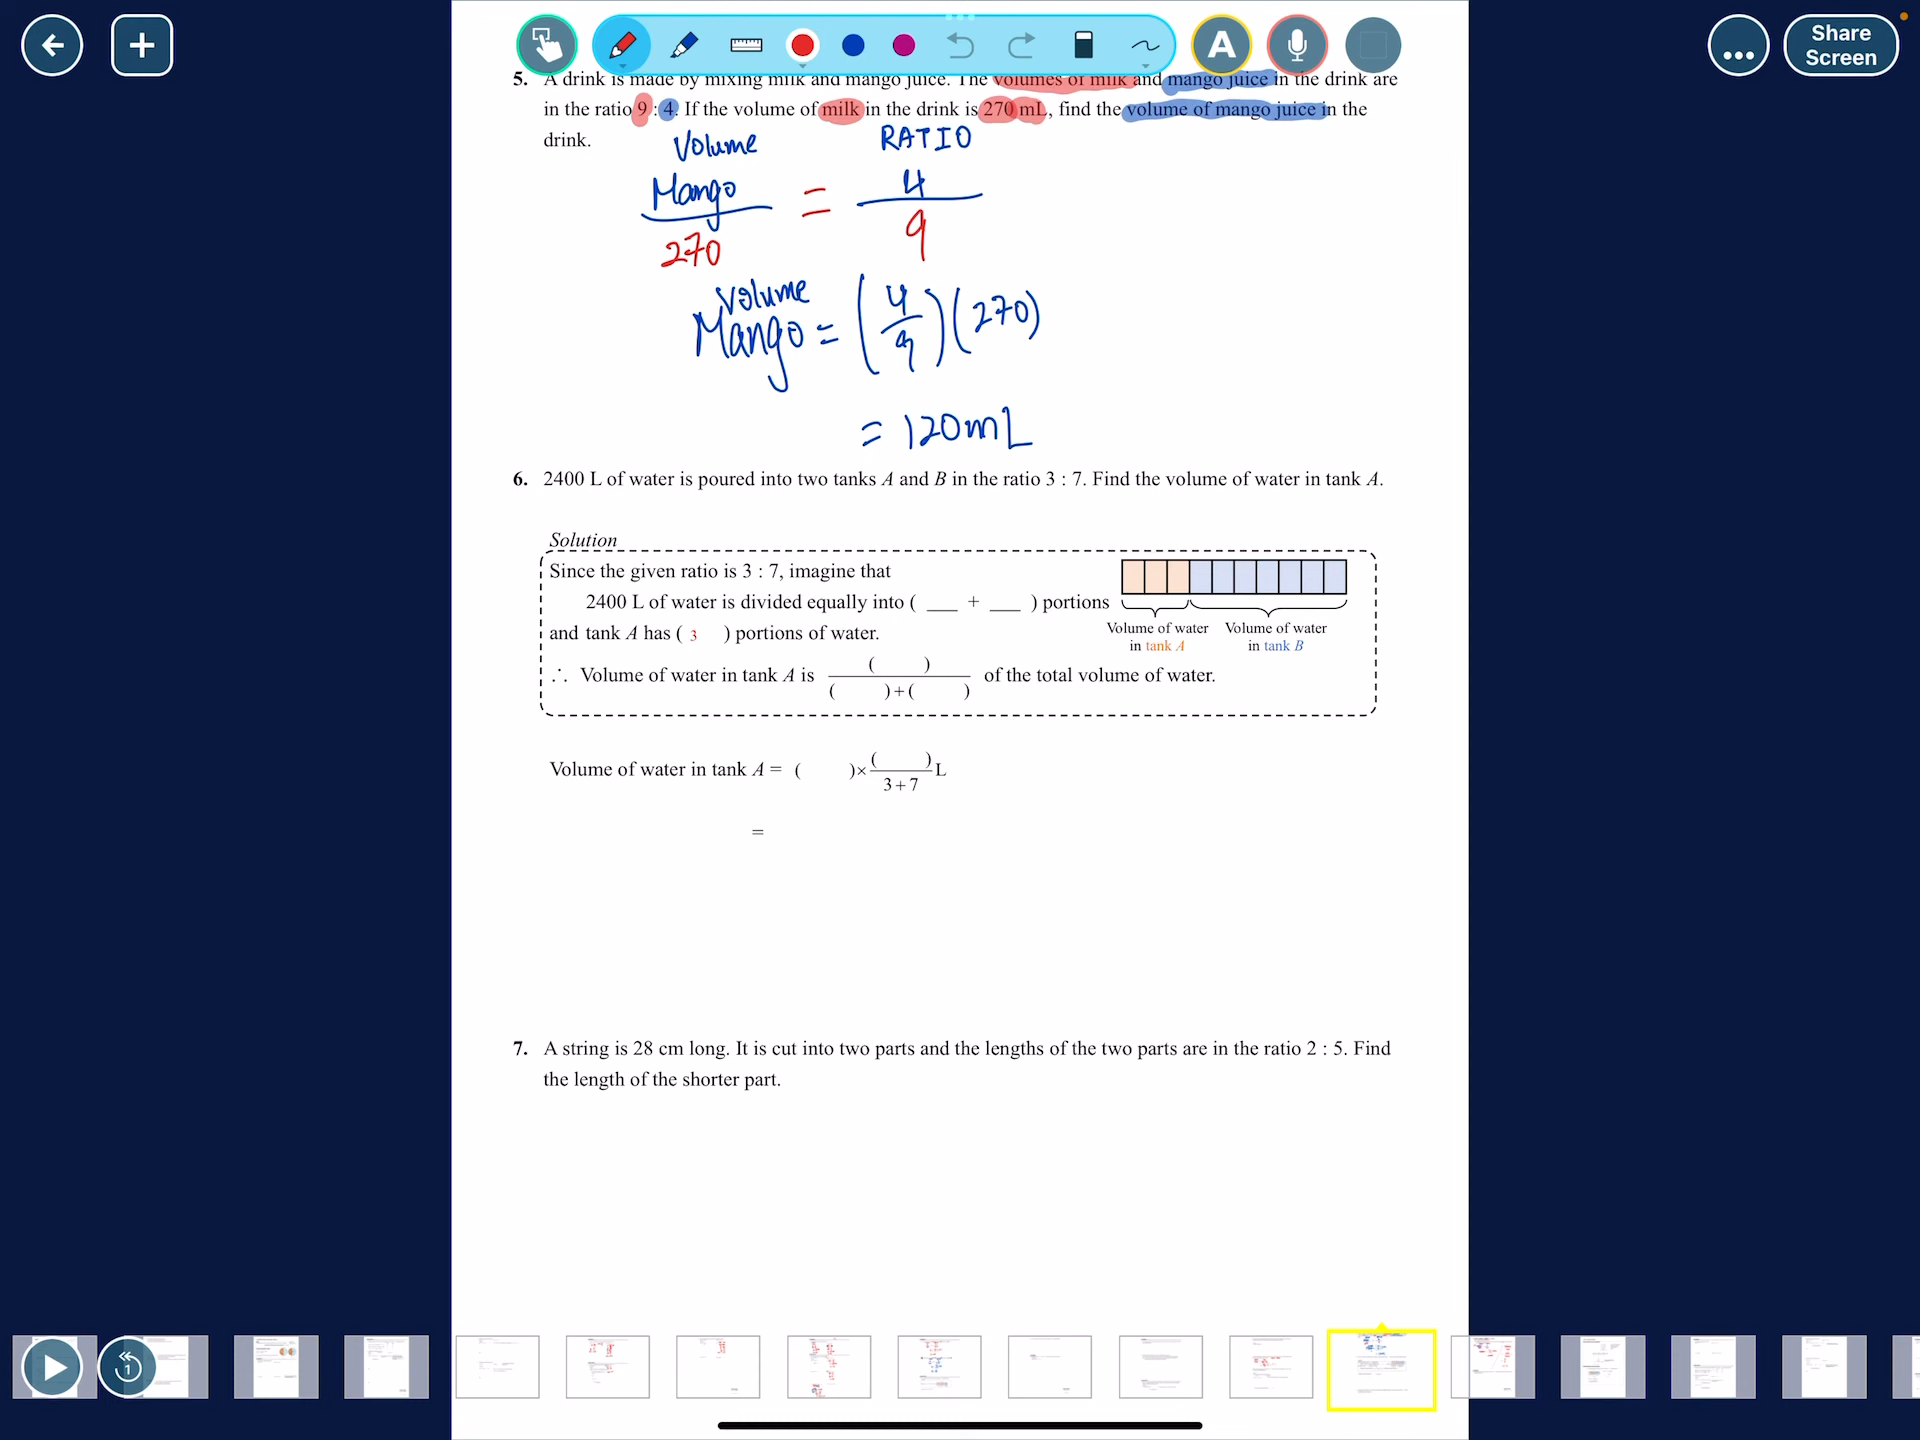 Share
Screen
A
5. A drink is made by mixing milk and mango juice. The volumes of milk and mango juice in the drink are
in the ratio 9 : 4. If the volume of milk in the drink is 270 mL, find the volume of mango juice in the
drink.
Volume RATIO
Mango = 4
270 9
Volume
Mango = (4/9)(270)
= 120mL
6. 2400 L of water is poured into two tanks A and B in the ratio 3 : 7. Find the volume of water in tank A.
Solution
Since the given ratio is 3 : 7, imagine that
2400 L of water is divided equally into ( ___ + ___ ) portions
and tank A has ( 3 ) portions of water.
Volume of water in tank A
Volume of water in tank B
∴ Volume of water in tank A is ( ) / ( )+( ) of the total volume of water.
Volume of water in tank A = ( )× ( ) / 3+7 L
=
7. A string is 28 cm long. It is cut into two parts and the lengths of the two parts are in the ratio 2 : 5. Find
the length of the shorter part.
1